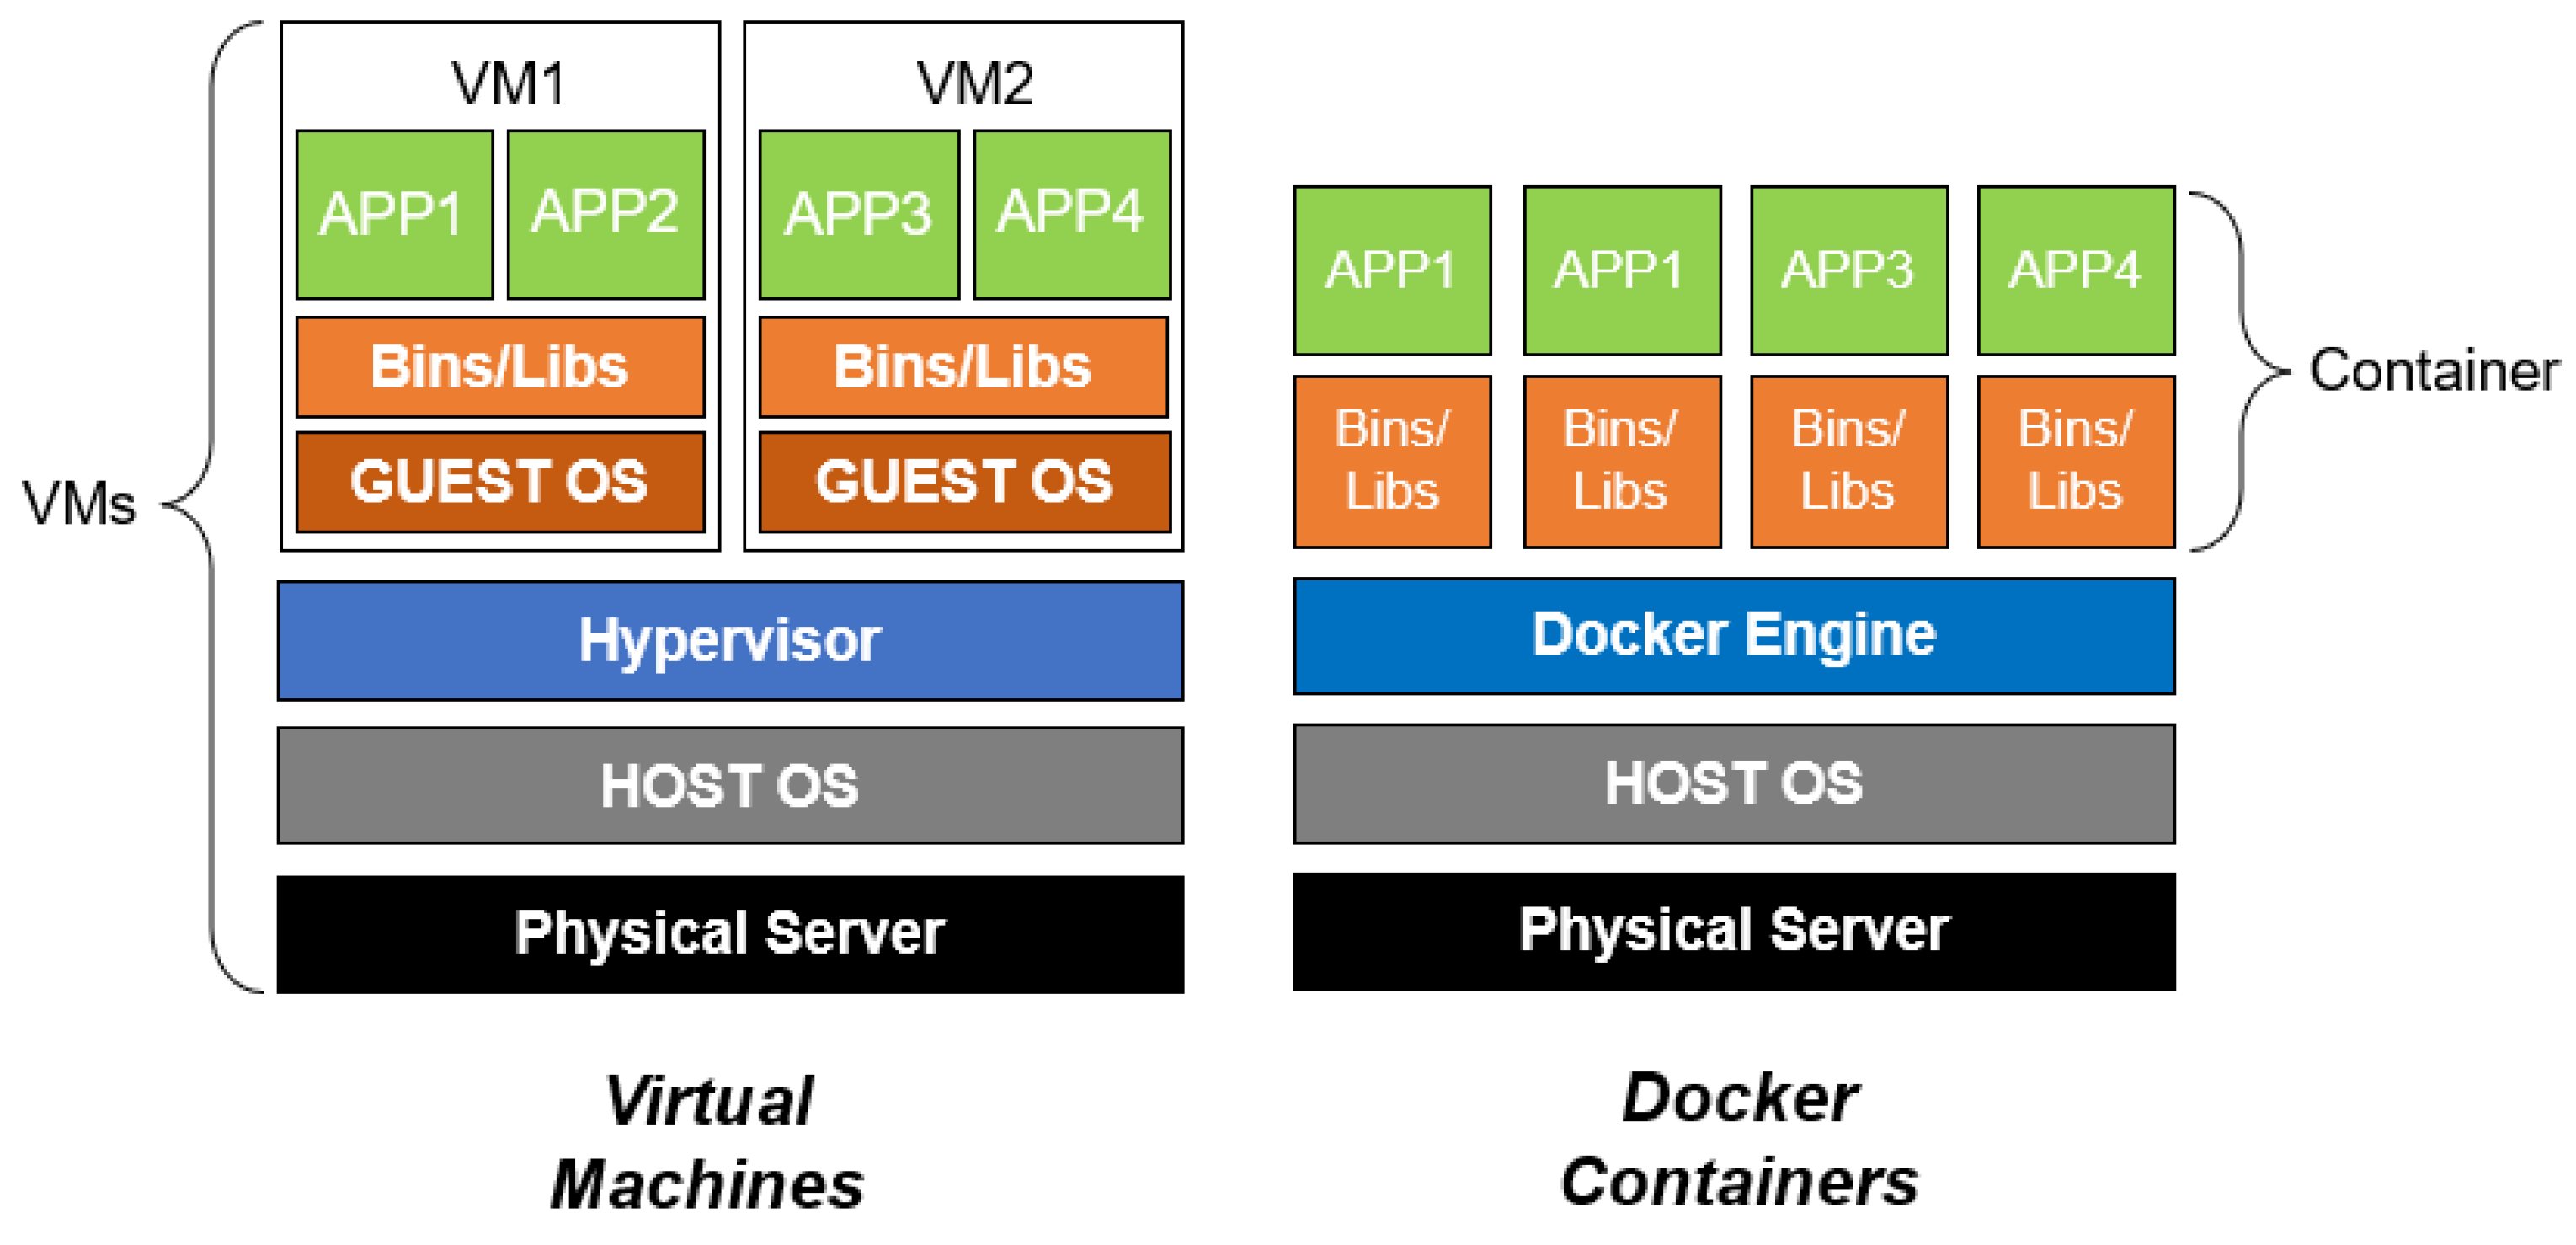 VMs
VM1
APP1 APP2
Bins/Libs
GUEST OS
VM2
APP3 APP4
Bins/Libs
GUEST OS
Hypervisor
HOST OS
Physical Server
Virtual
Machines
APP1 APP1 APP3 APP4
Bins/ Bins/ Bins/ Bins/
Libs Libs Libs Libs
Container
Docker Engine
HOST OS
Physical Server
Docker
Containers